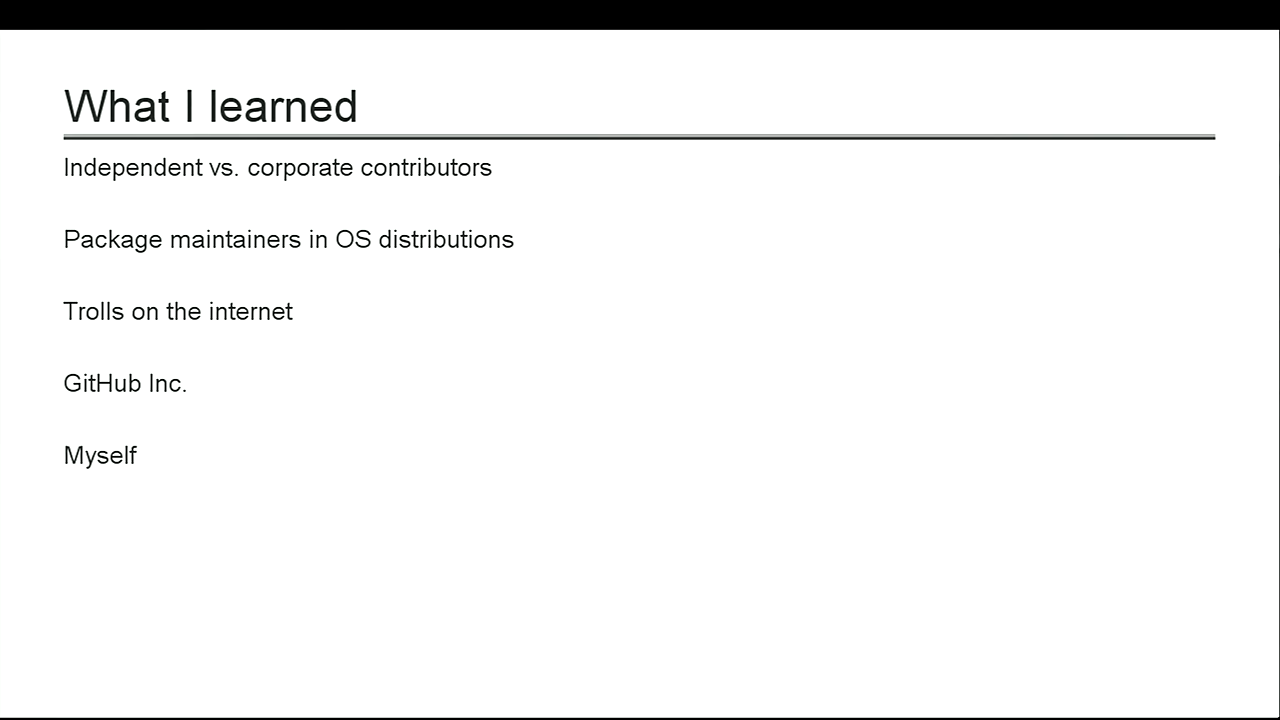 What I learned
Independent vs. corporate contributors
Package maintainers in OS distributions
Trolls on the internet
GitHub Inc.
Myself